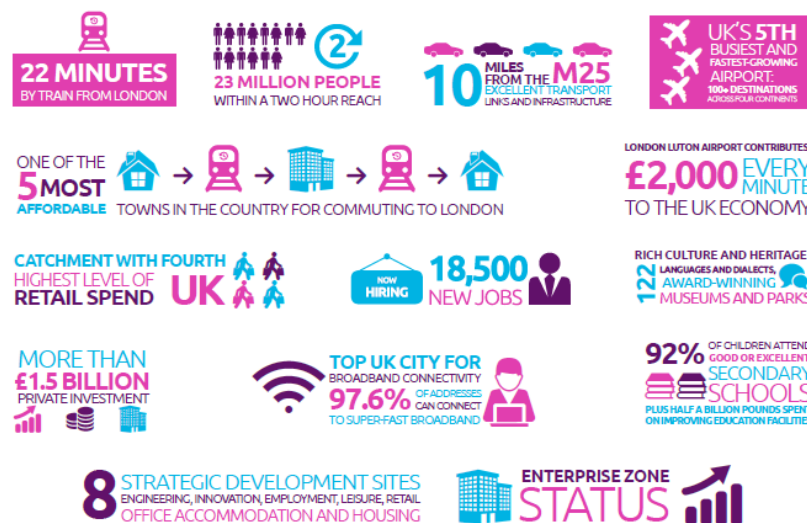 22 MINUTES
BY TRAIN FROM LONDON
2
23 MILLION PEOPLE
WITHIN A TWO HOUR REACH
10 MILES
FROM THE M25
EXCELLENT TRANSPORT
LINKS AND INFRASTRUCTURE
UK'S 5TH
BUSIEST AND
FASTEST-GROWING
AIRPORT:
100+ DESTINATIONS
ACROSS FOUR CONTINENTS
ONE OF THE
5 MOST
AFFORDABLE TOWNS IN THE COUNTRY FOR COMMUTING TO LONDON
LONDON LUTON AIRPORT CONTRIBUTES
£2,000 EVERY
MINUTE
TO THE UK ECONOMY
CATCHMENT WITH FOURTH
HIGHEST LEVEL OF
RETAIL SPEND UK
NOW
HIRING
18,500
NEW JOBS
RICH CULTURE AND HERITAGE
122 LANGUAGES AND DIALECTS,
AWARD-WINNING
MUSEUMS AND PARKS
MORE THAN
£1.5 BILLION
PRIVATE INVESTMENT
TOP UK CITY FOR
BROADBAND CONNECTIVITY
97.6% OF ADDRESSES
CAN CONNECT
TO SUPER-FAST BROADBAND
92% OF CHILDREN ATTEND
GOOD OR EXCELLENT
SECONDARY
SCHOOLS
PLUS HALF A BILLION POUNDS SPENT
ON IMPROVING EDUCATION FACILITIES
8 STRATEGIC DEVELOPMENT SITES
ENGINEERING, INNOVATION, EMPLOYMENT, LEISURE, RETAIL
OFFICE ACCOMMODATION AND HOUSING
ENTERPRISE ZONE
STATUS